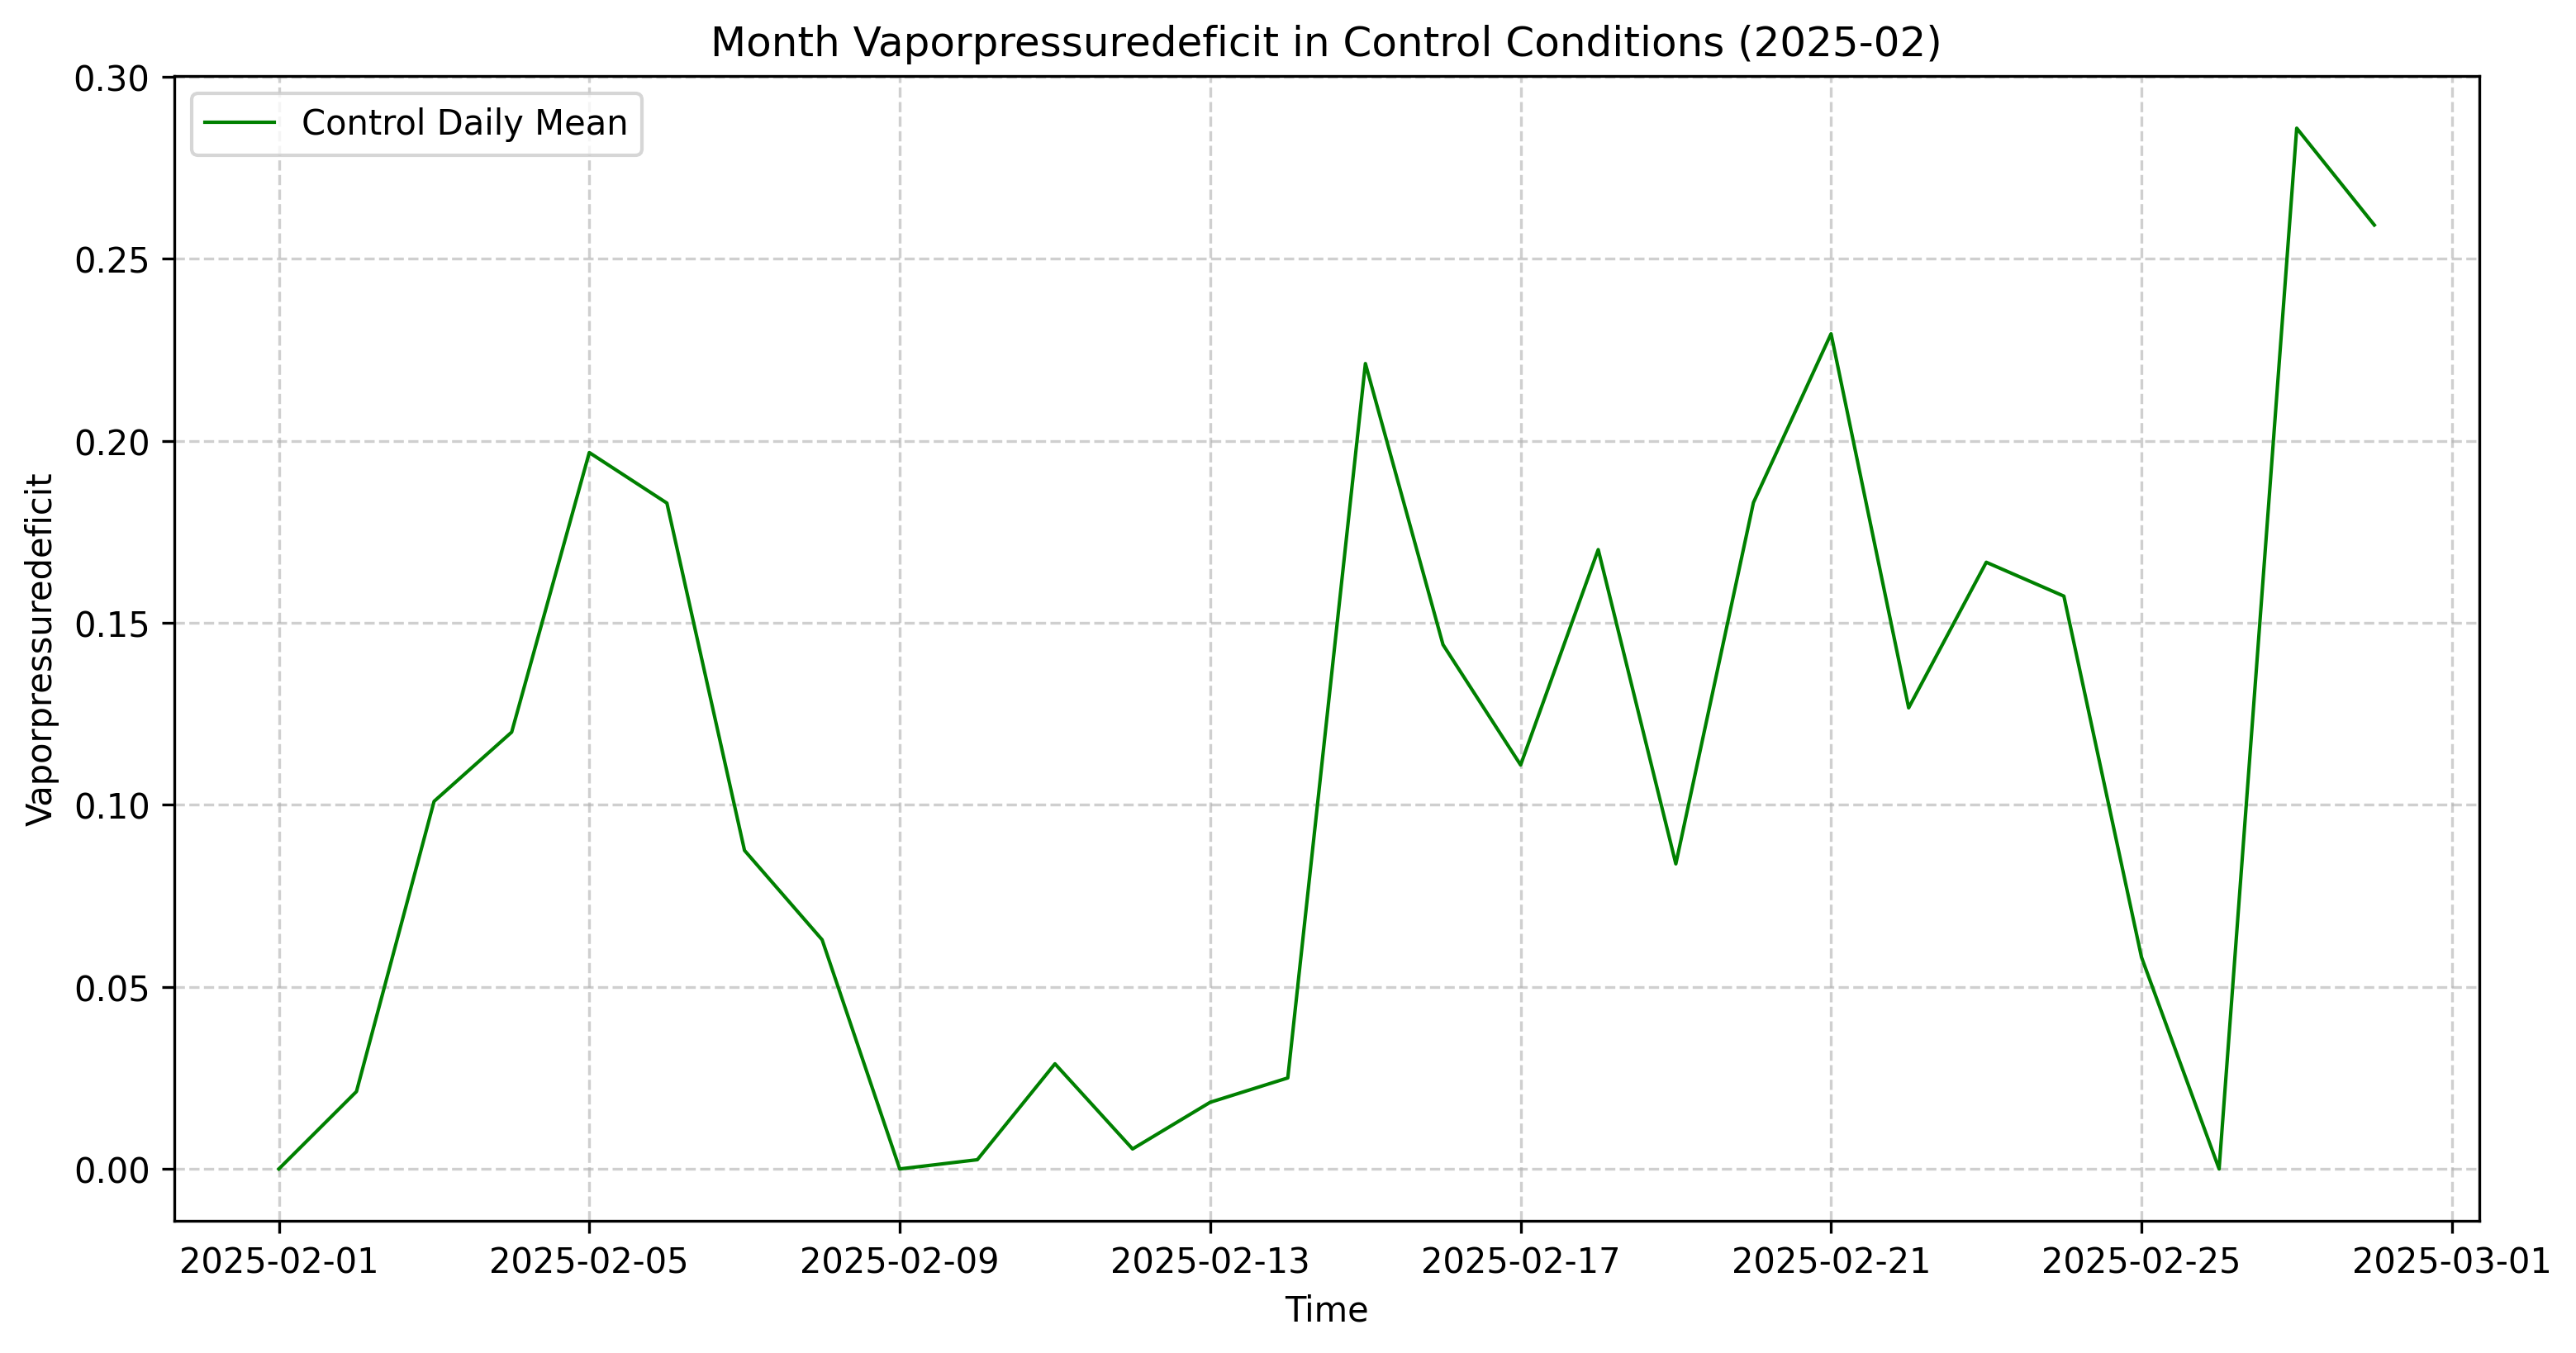 Month Vaporpressuredeficit in Control Conditions (2025-02)
0.30
Control Daily Mean
0.25
0.20
0.15
0.10
0.05
0.00
Vaporpressuredeficit
2025-02-01 2025-02-05 2025-02-09 2025-02-13 2025-02-17 2025-02-21 2025-02-25 2025-03-01
Time